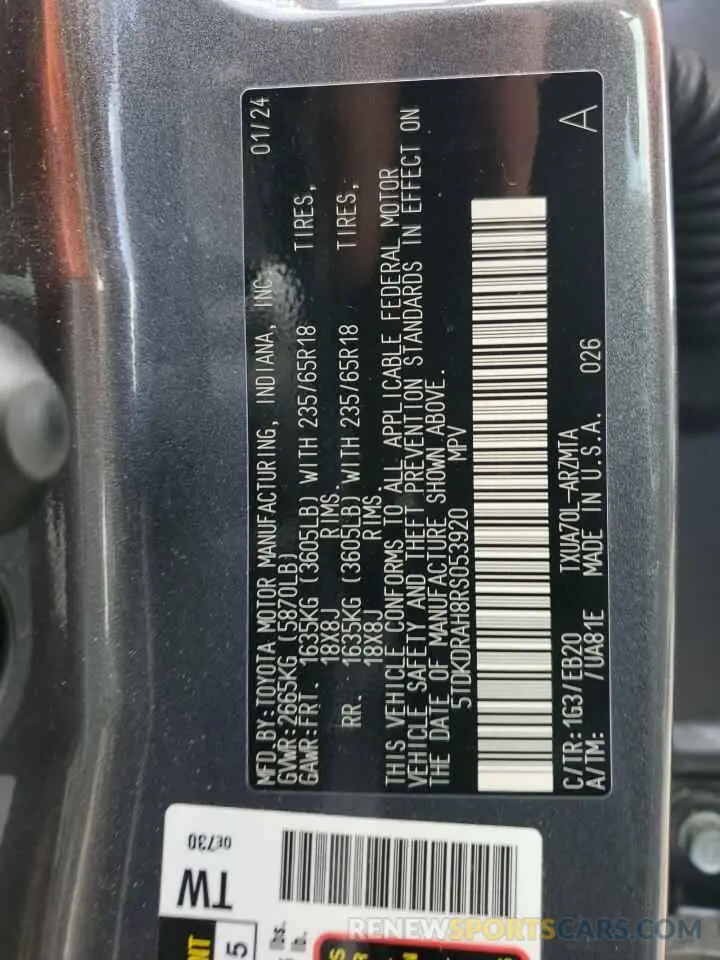 MFD.BY:TOYOTA MOTOR MANUFACTURING, INDIANA, INC 01/24
GVWR:2665KG (5870LB)
GAWR:FRT. 1635KG (3605LB) WITH 235/65R18 TIRES,
18X8J RIMS.
RR. 1635KG (3605LB) WITH 235/65R18 TIRES,
18X8J RIMS
THIS VEHICLE CONFORMS TO ALL APPLICABLE FEDERAL MOTOR
VEHICLE SAFETY AND THEFT PREVENTION STANDARDS IN EFFECT ON
THE DATE OF MANUFACTURE SHOWN ABOVE.
5TDKDRAH8RS053920 MPV
C/TR:1G3/EB20 TXUA70L-ARZMTA
A/TM: /UA81E MADE IN U.S.A. 026 A
0E730
TW
5
lbs.
lb.
RENEWSPORTSCARS.COM